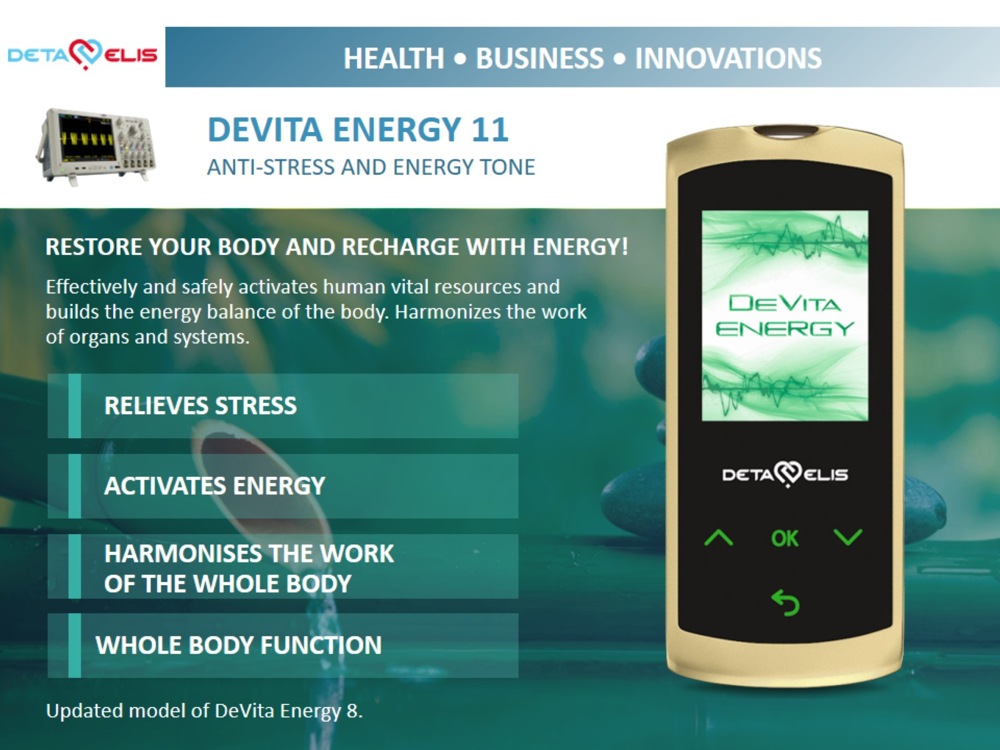 DETA ELIS
HEALTH • BUSINESS • INNOVATIONS
DEVITA ENERGY 11
ANTI-STRESS AND ENERGY TONE
RESTORE YOUR BODY AND RECHARGE WITH ENERGY!
Effectively and safely activates human vital resources and
builds the energy balance of the body. Harmonizes the work
of organs and systems.
RELIEVES STRESS
ACTIVATES ENERGY
HARMONISES THE WORK
OF THE WHOLE BODY
WHOLE BODY FUNCTION
Updated model of DeVita Energy 8.
DEVITA
ENERGY
DETA ELIS
OK